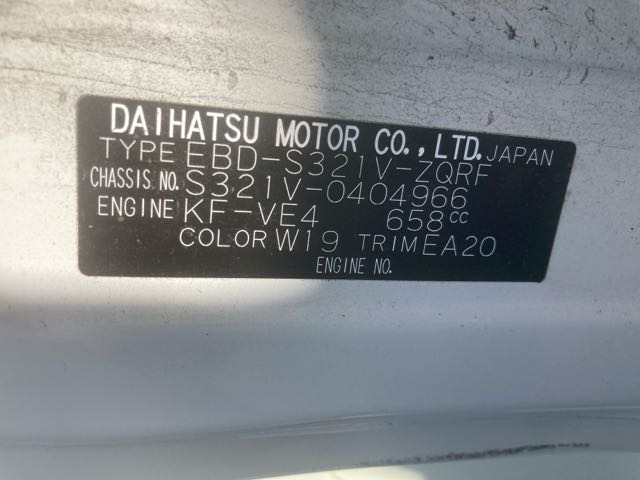 DAIHATSU MOTOR CO.,LTD. JAPAN
TYPE EBD-S321V-ZQRF
CHASSIS NO. S321V-0404966
ENGINE KF-VE4 658cc
COLOR W19 TRIM EA20
ENGINE NO.